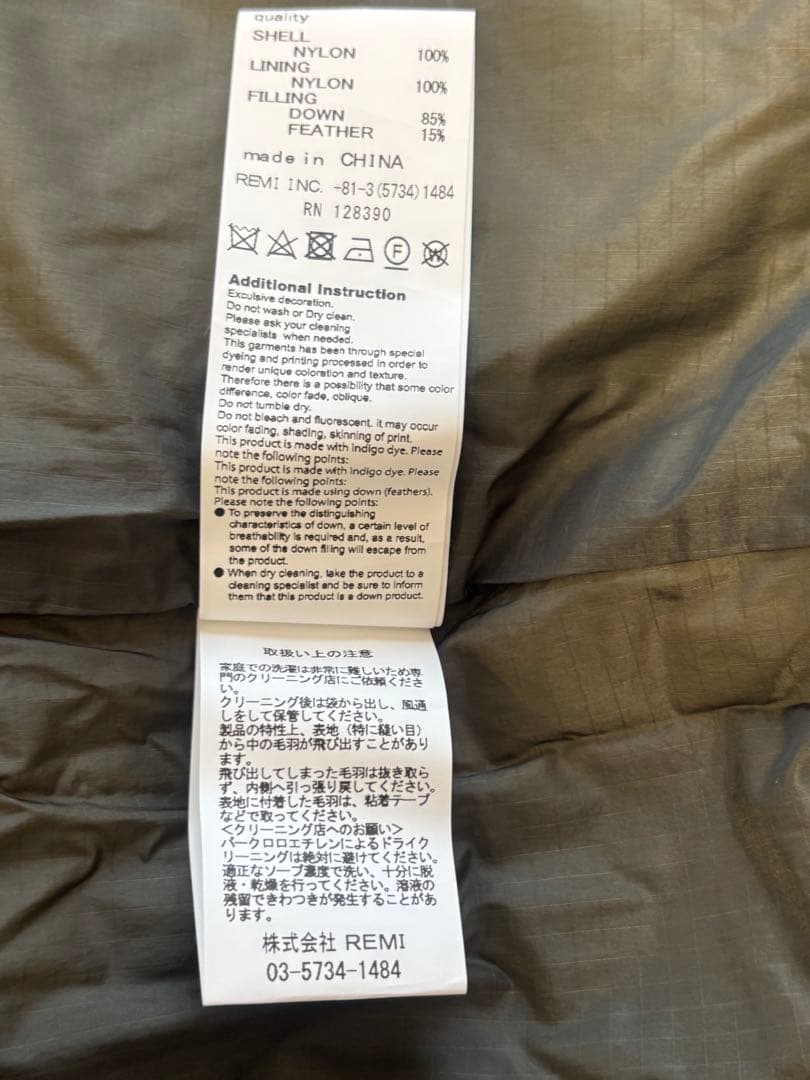 quality
SHELL
NYLON 100%
LINING
NYLON 100%
FILLING
DOWN 85%
FEATHER 15%
made in CHINA
REMI INC. +81-3(5734)1484
RN 128390
F
W
Additional Instruction
Exculsive decoration.
Do not wash or Dry clean.
Please ask your cleaning
specialists when needed.
This garments has been through special
dyeing and printing processed in order to
render unique coloration and texture.
Therefore there is a possibility that some color
difference, color fade, oblique.
Do not tumble dry.
Do not bleach and fluorescent. it may occur
color fading, shading, skinning of print.
This product is made with indigo dye. Please
note the following points:
This product is made with indigo dye. Please
note the following points:
This product is made using down (feathers).
Please note the following points:
● To preserve the distinguishing
characteristics of down, a certain level of
breathability is required and, as a result,
some of the down filling will escape from
the product.
● When dry cleaning, take the product to a
cleaning specialist and be sure to inform
them that this product is a down product.
取扱い上の注意
家庭での洗濯は非常に難しいため専
門のクリーニング店にご依頼くださ
い。
クリーニング後は袋から出し、風通
しをして保管してください。
製品の特性上、表地（特に縫い目）
から中の毛羽が飛び出すことがあり
ます。
飛び出してしまった毛羽は抜き取ら
ず、内側へ引っ張り戻してください。
表地に付着した毛羽は、粘着テープ
などで取ってください。
＜クリーニング店へのお願い＞
パークロロエチレンによるドライク
リーニングは絶対に避けてください。
適正なソープ濃度で洗い、十分に脱
液・乾燥を行ってください。溶液の
残留できわつきが発生することがあ
ります。
株式会社 REMI
03-5734-1484